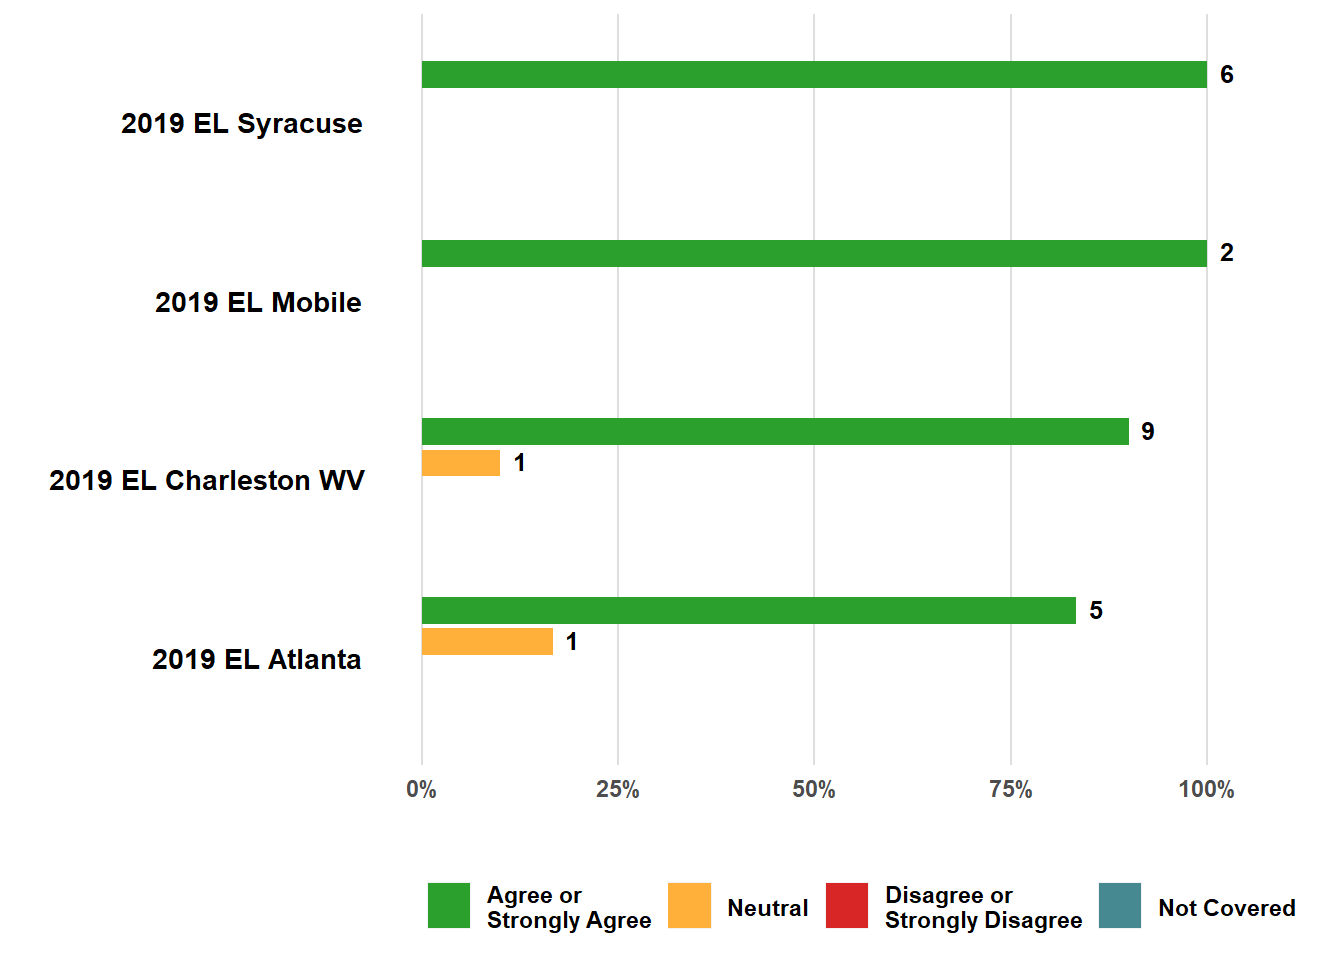 6
2019 EL Syracuse
2
2019 EL Mobile
9
1
2019 EL Charleston WV
5
1
2019 EL Atlanta
0% 25% 50% 75% 100%
Agree or
Strongly Agree
Neutral
Disagree or
Strongly Disagree
Not Covered